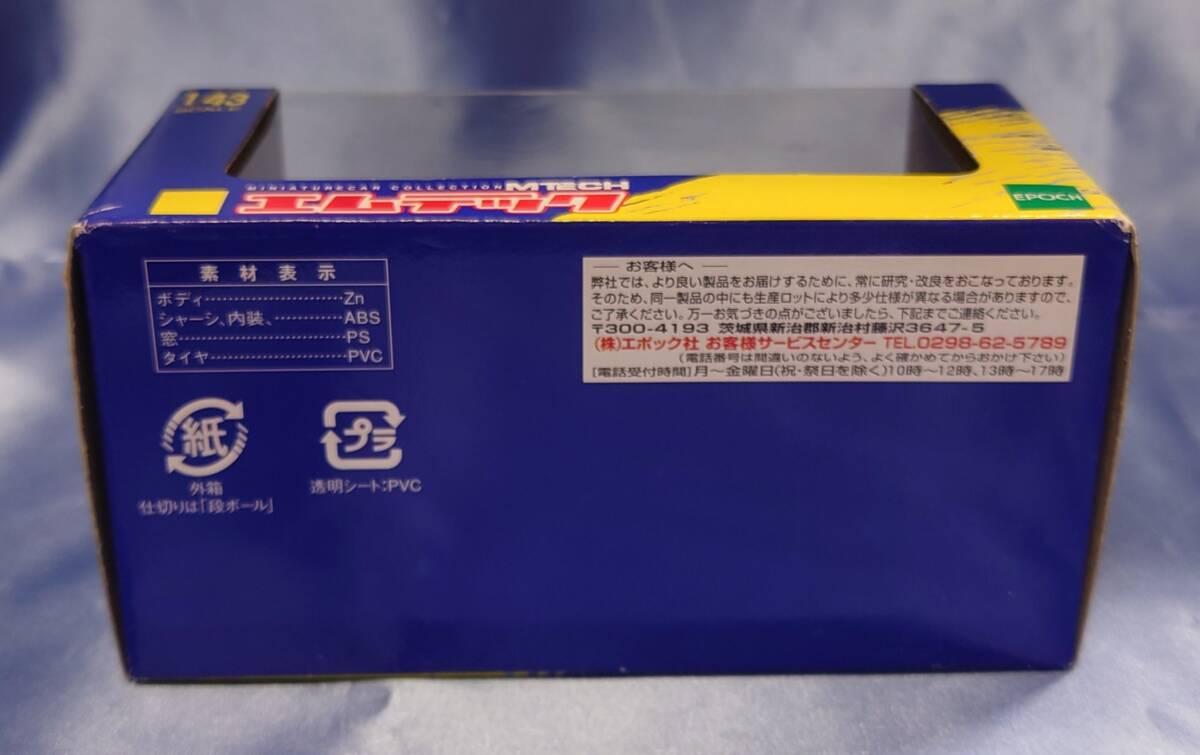 1:43
SCALE
MINIATURECAR COLLECTION MTECH
エムテック
EPOCH
素材表示
ボディ……………………Zn
シャーシ、内装、…………ABS
窓……………………PS
タイヤ……………………PVC
紙
外箱
仕切りは「段ボール」
プラ
透明シート:PVC
― お客様へ ―
弊社では、より良い製品をお届けするために、常に研究・改良をおこなっております。
そのため、同一製品の中にも生産ロットにより多少仕様が異なる場合がありますので、
ご了承ください。万一お気づきの点がございましたら、下記までご連絡ください。
〒300-4193 茨城県新治郡新治村藤沢3647-5
(株)エポック社 お客様サービスセンター TEL.0298-62-5789
(電話番号は間違いのないよう、よく確かめてからおかけ下さい)
[電話受付時間]月〜金曜日(祝・祭日を除く)10時〜12時、13時〜17時